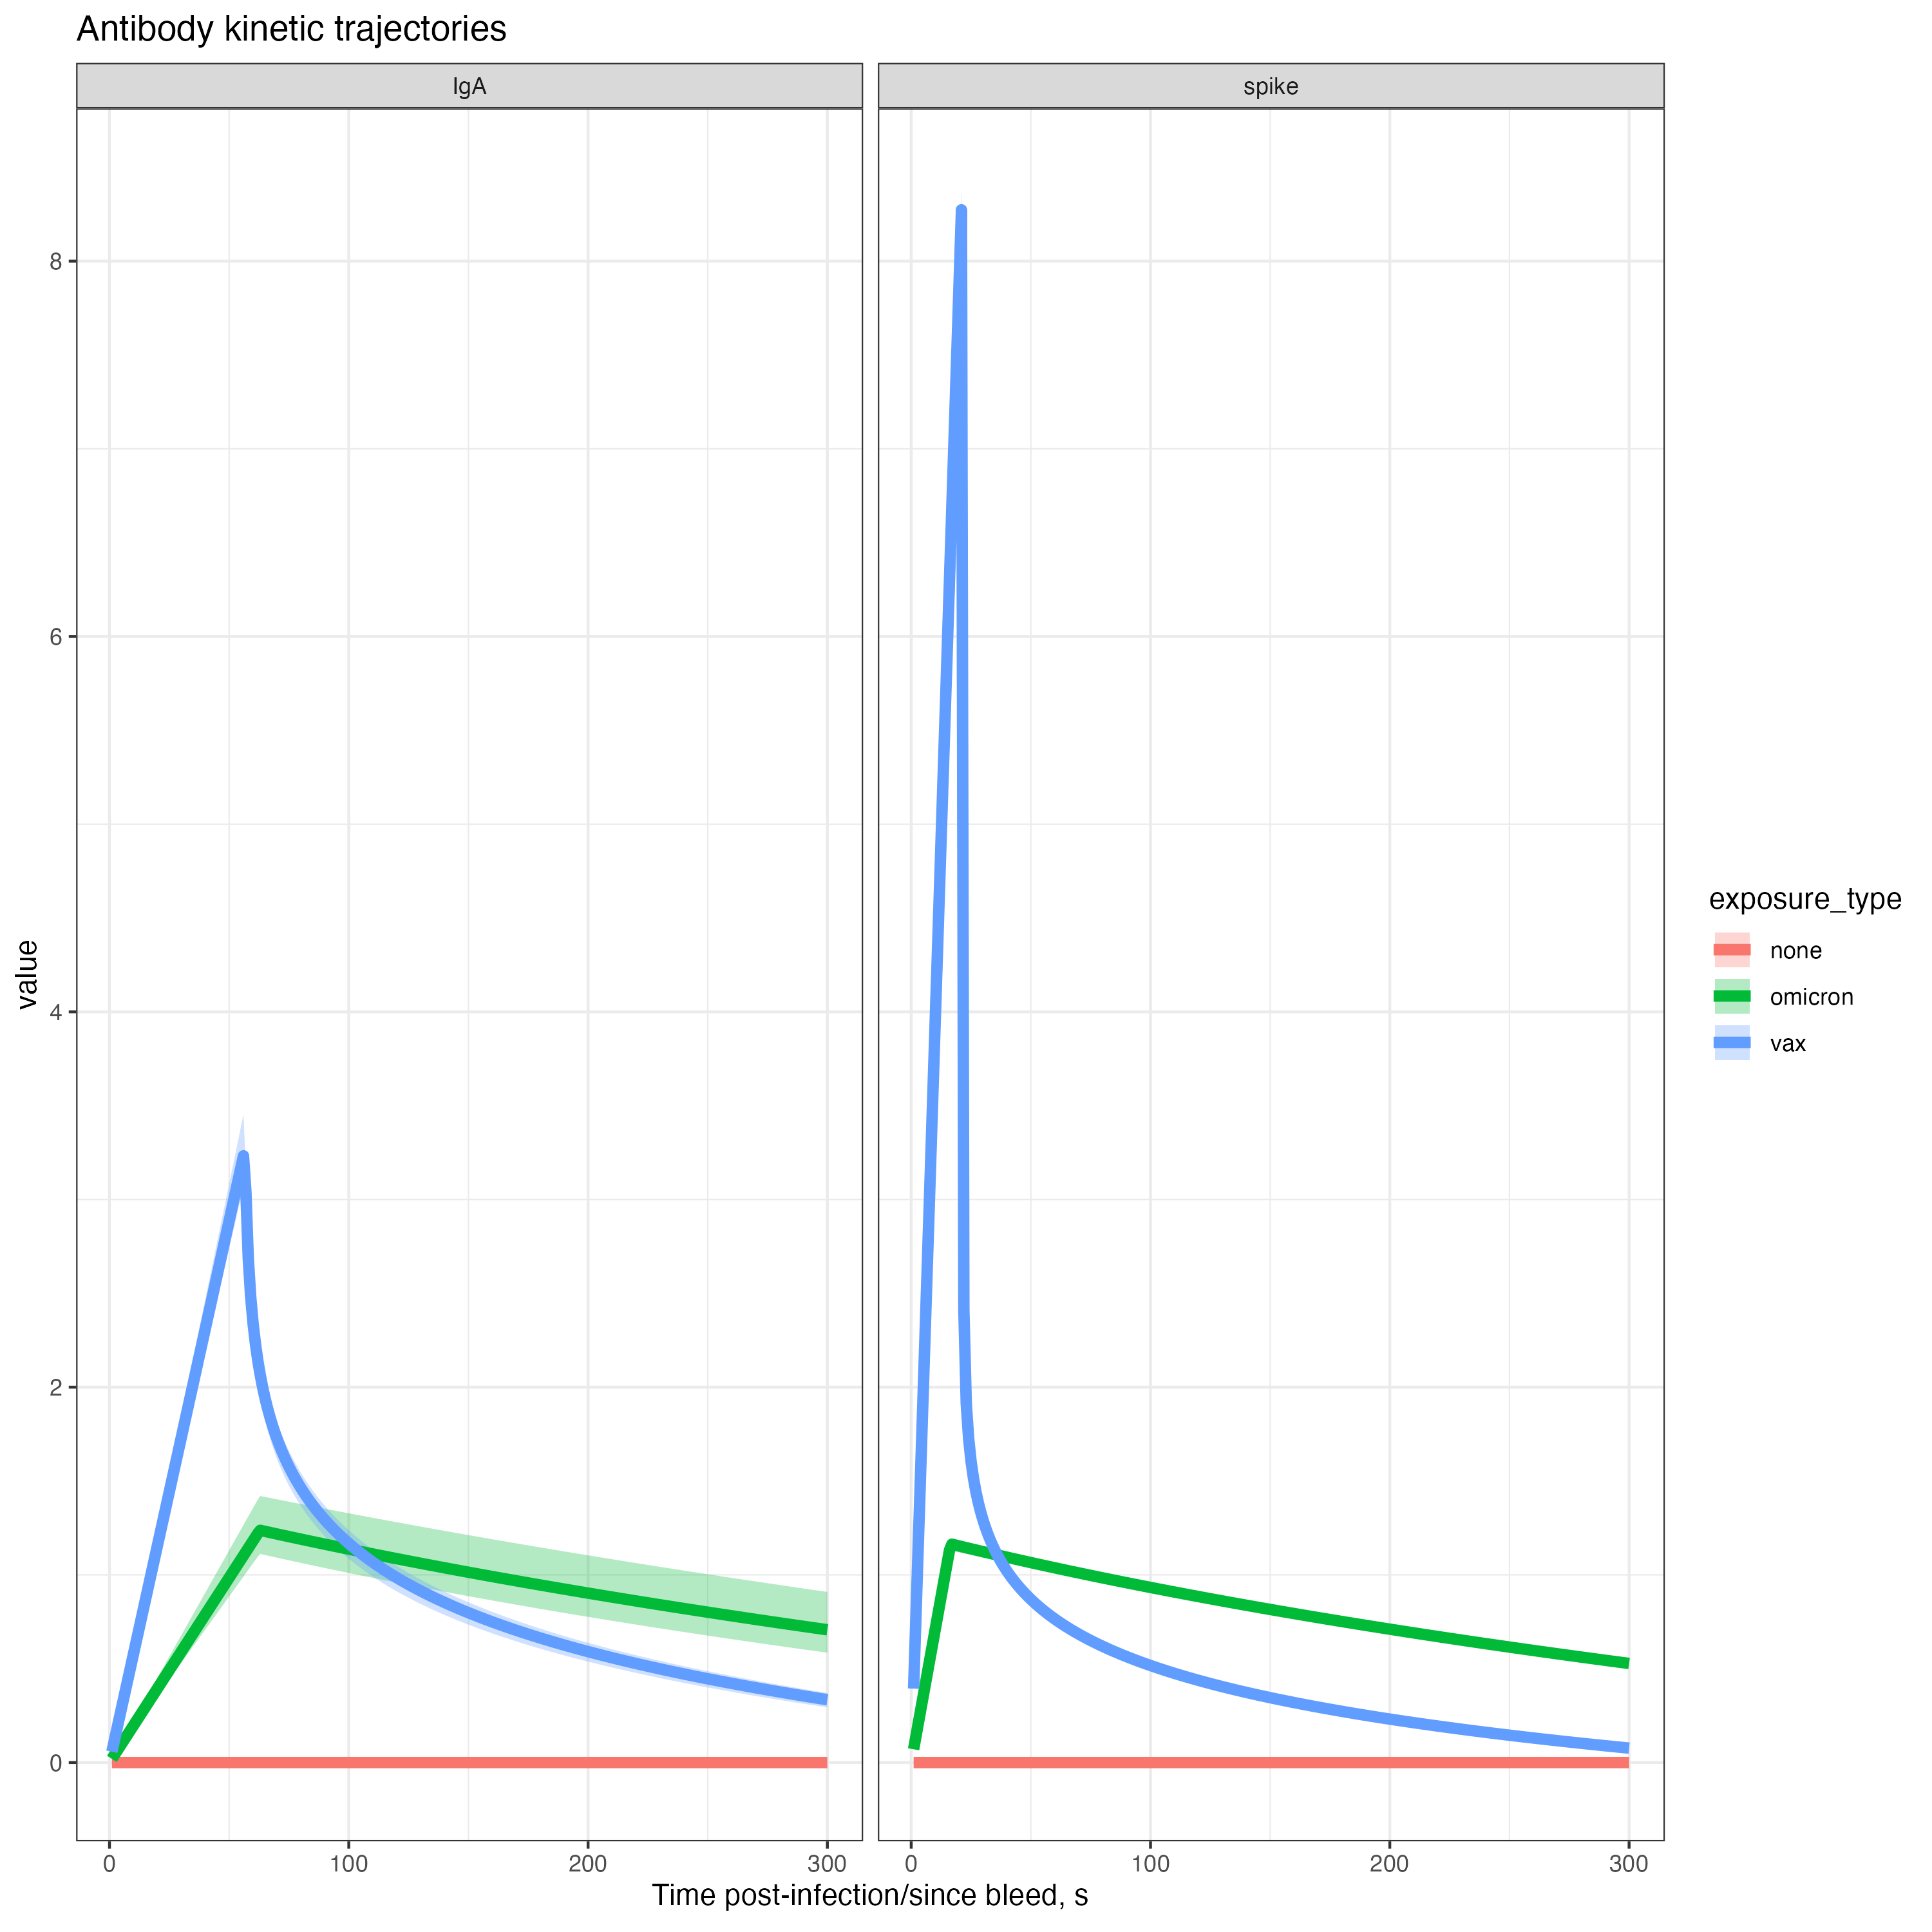 Antibody kinetic trajectories
IgA
spike
8
6
4
2
0
value
0
100
200
300
0
100
200
300
Time post-infection/since bleed, s
exposure_type
none
omicron
vax